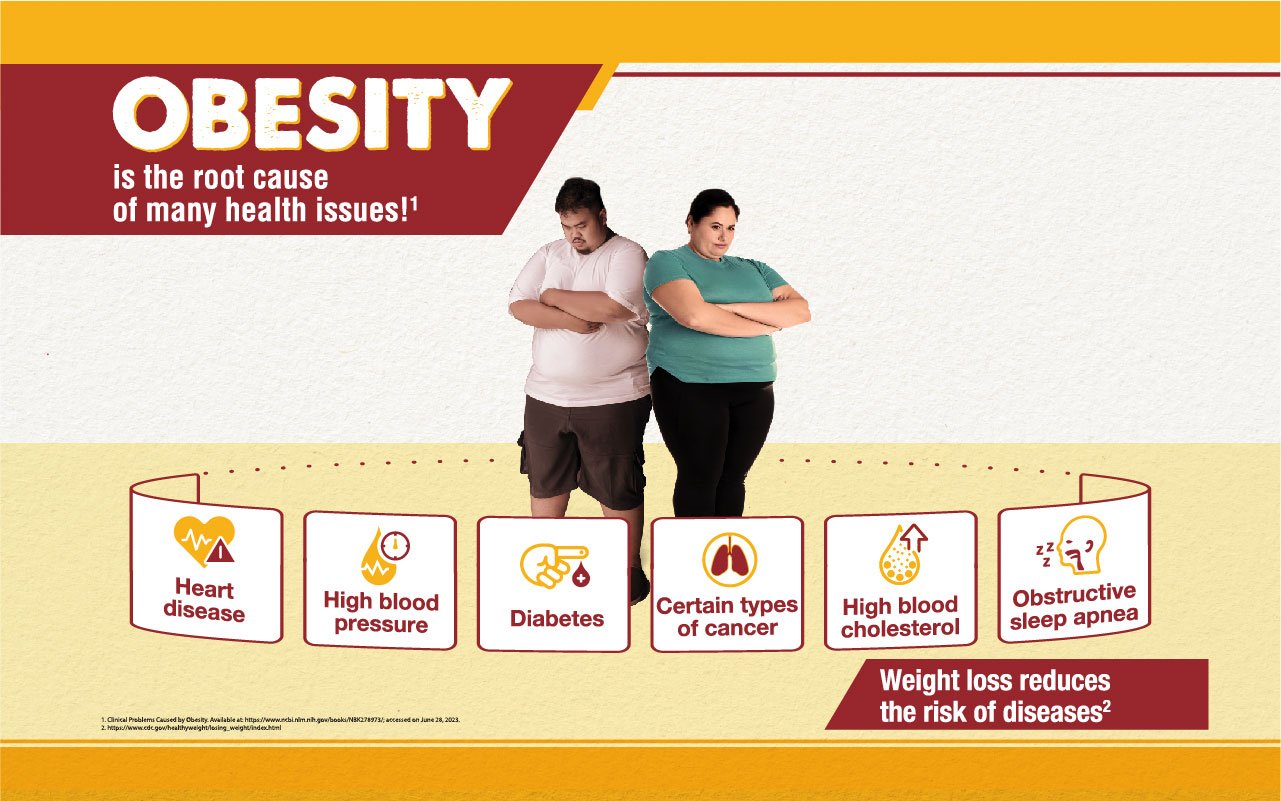 OBESITY
is the root cause
of many health issues!1
Heart
disease
High blood
pressure
Diabetes
Certain types
of cancer
High blood
cholesterol
z z
z
Obstructive
sleep apnea
Weight loss reduces
the risk of diseases2
1. Clinical Problems Caused by Obesity. Available at: https://www.ncbi.nlm.nih.gov/books/NBK278973/; accessed on June 28, 2023.
2. https://www.cdc.gov/healthyweight/losing_weight/index.html